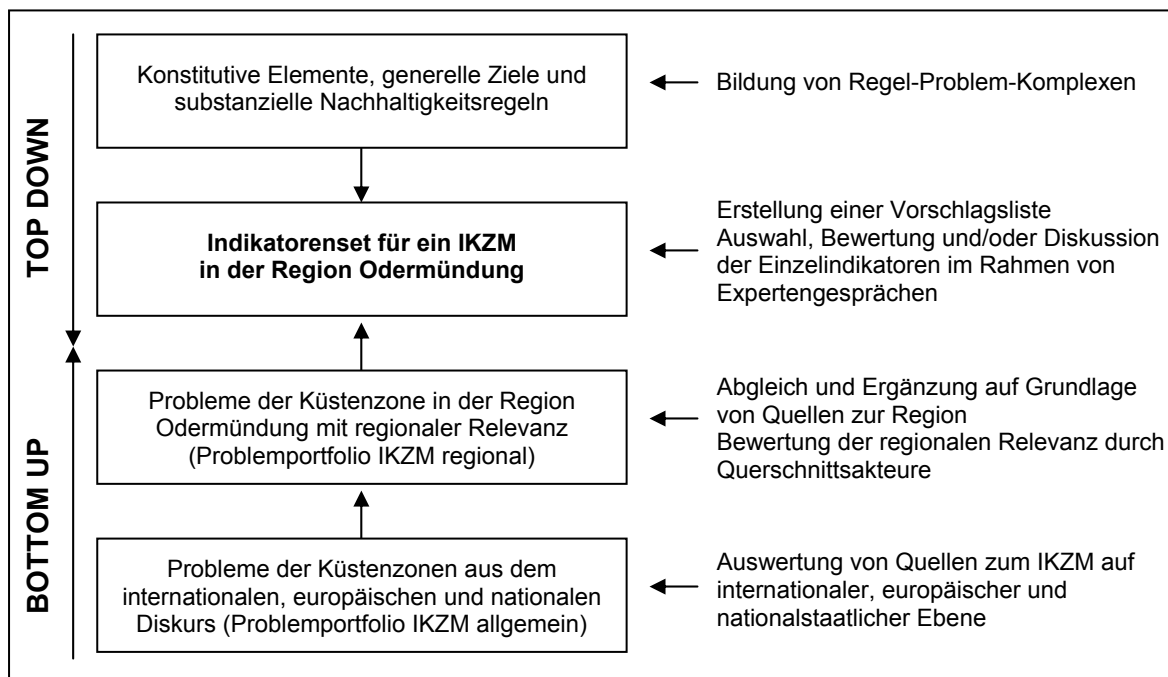 TOP DOWN
Konstitutive Elemente, generelle Ziele und
substanzielle Nachhaltigkeitsregeln
Bildung von Regel-Problem-Komplexen
Indikatorenset für ein IKZM
in der Region Odermündung
Erstellung einer Vorschlagsliste
Auswahl, Bewertung und/oder Diskussion
der Einzelindikatoren im Rahmen von
Expertengesprächen
BOTTOM UP
Probleme der Küstenzone in der Region
Odermündung mit regionaler Relevanz
(Problemportfolio IKZM regional)
Abgleich und Ergänzung auf Grundlage
von Quellen zur Region
Bewertung der regionalen Relevanz durch
Querschnittsakteure
Probleme der Küstenzonen aus dem
internationalen, europäischen und nationalen
Diskurs (Problemportfolio IKZM allgemein)
Auswertung von Quellen zum IKZM auf
internationaler, europäischer und
nationalstaatlicher Ebene